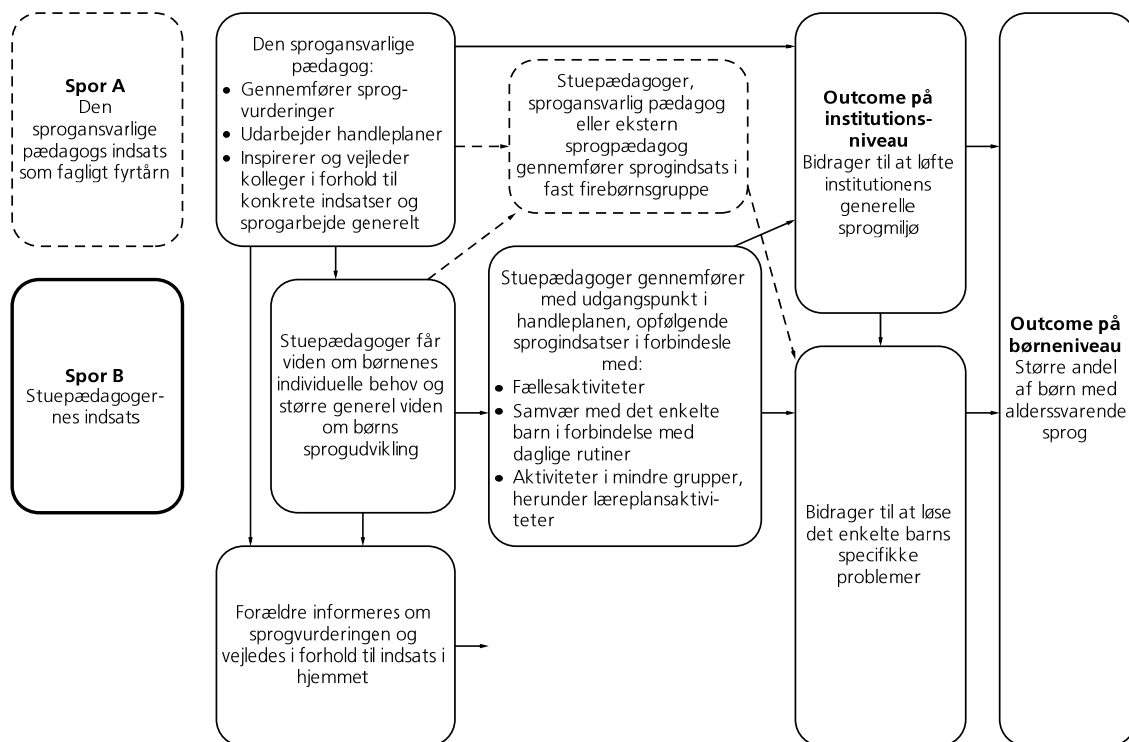 Spor A
Den
sprogansvarlige
pædagogs indsats
som fagligt fyrtårn
Spor B
Stuepædagoger-
nes indsats
Den sprogansvarlige
pædagog:
• Gennemfører sprog-
vurderinger
• Udarbejder handleplaner
• Inspirerer og vejleder
kolleger i forhold til
konkrete indsatser og
sprogarbejde generelt
Stuepædagoger får
viden om børnenes
individuelle behov og
større generel viden
om børns
sprogudvikling
Forældre informeres om
sprogvurderingen og
vejledes i forhold til indsats i
hjemmet
Stuepædagoger,
sprogansvarlig pædagog
eller ekstern
sprogpædagog
gennemfører sprogindsats i
fast firebørnsgruppe
Stuepædagoger gennemfører
med udgangspunkt i
handleplanen, opfølgende
sprogindsatser i forbindesle
med:
• Fællesaktiviteter
• Samvær med det enkelte
barn i forbindelse med
daglige rutiner
• Aktiviteter i mindre grupper,
herunder læreplansaktivi-
teter
Outcome på
institutions-
niveau
Bidrager til at løfte
institutionens
generelle
sprogmiljø
Bidrager til at løse
det enkelte barns
specifikke
problemer
Outcome på
børneniveau
Større andel
af børn med
alderssvarende
sprog